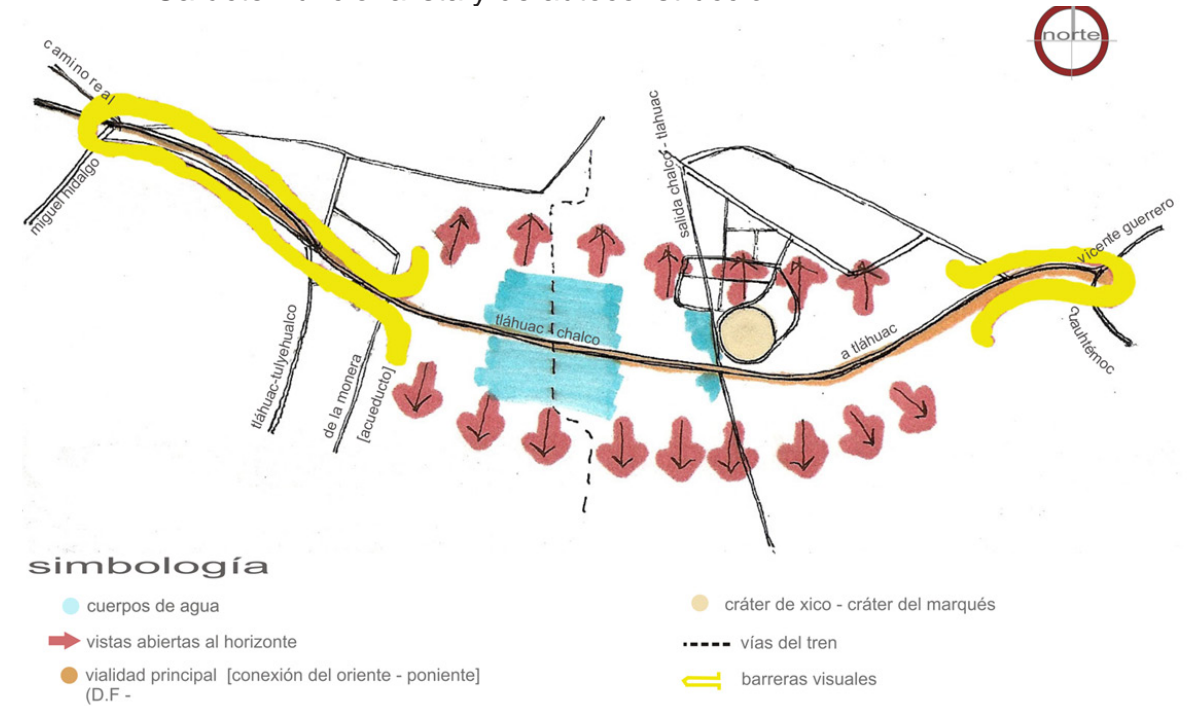 norte
camino real
miguel hidalgo
salida chalco - tlahuac
vicente guerrero
cuauhtémoc
tláhuac - chalco
a tláhuac
tláhuac-tulyehualco
de la monera
[acueducto]
simbología
cuerpos de agua
vistas abiertas al horizonte
vialidad principal [conexión del oriente - poniente]
(D.F -
cráter de xico - cráter del marqués
vías del tren
barreras visuales